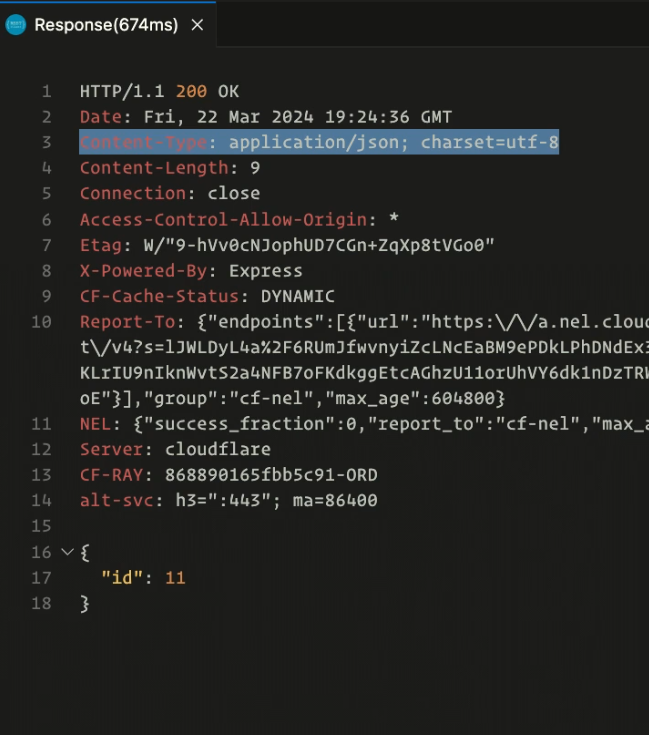 Response(674ms) ×
1 HTTP/1.1 200 OK
2 Date: Fri, 22 Mar 2024 19:24:36 GMT
3 Content-Type: application/json; charset=utf-8
4 Content-Length: 9
5 Connection: close
6 Access-Control-Allow-Origin: *
7 Etag: W/"9-hVv0cNJophUD7CGn+ZqXp8tVGo0"
8 X-Powered-By: Express
9 CF-Cache-Status: DYNAMIC
10 Report-To: {"endpoints":[{"url":"https:\/\/a.nel.cloud
t\/v4?s=lJWLDyL4a%2F6RUmJfwvnyiZcLNcEaBM9ePDkLPhDNdEx3
KLrIU9nIknWvtS2a4NFB7oFKdkggEtcAGhzU11orUhVY6dk1nDzTRW
oE"}],"group":"cf-nel","max_age":604800}
11 NEL: {"success_fraction":0,"report_to":"cf-nel","max_a
12 Server: cloudflare
13 CF-RAY: 868890165fbb5c91-ORD
14 alt-svc: h3=":443"; ma=86400
15
16 {
17 "id": 11
18 }